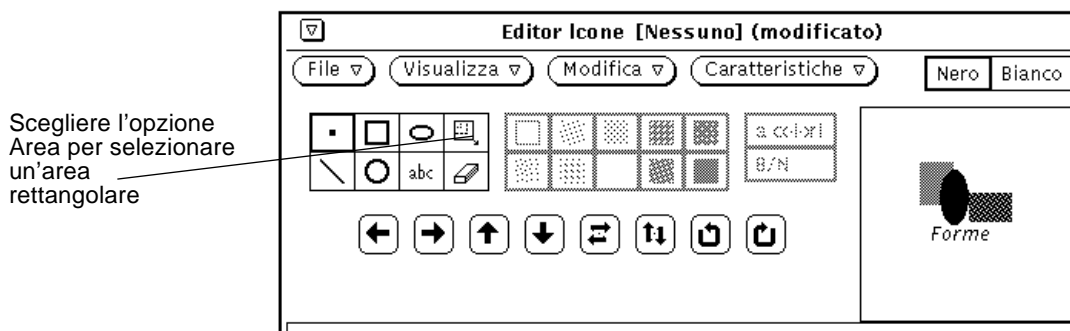 Editor Icone [Nessuno] (modificato)
File Visualizza Modifica Caratteristiche Nero Bianco
Scegliere l’opzione
Area per selezionare
un’area
rettangolare
a colori
abc B/N
Forme